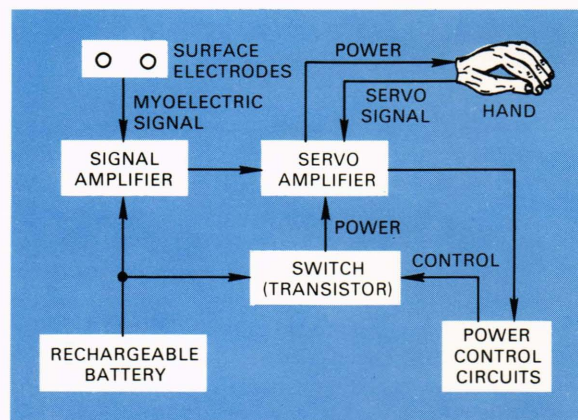 SURFACE
ELECTRODES
POWER
MYOELECTRIC
SIGNAL
SERVO
SIGNAL
HAND
SIGNAL
AMPLIFIER
SERVO
AMPLIFIER
POWER
SWITCH
(TRANSISTOR)
CONTROL
RECHARGEABLE
BATTERY
POWER
CONTROL
CIRCUITS